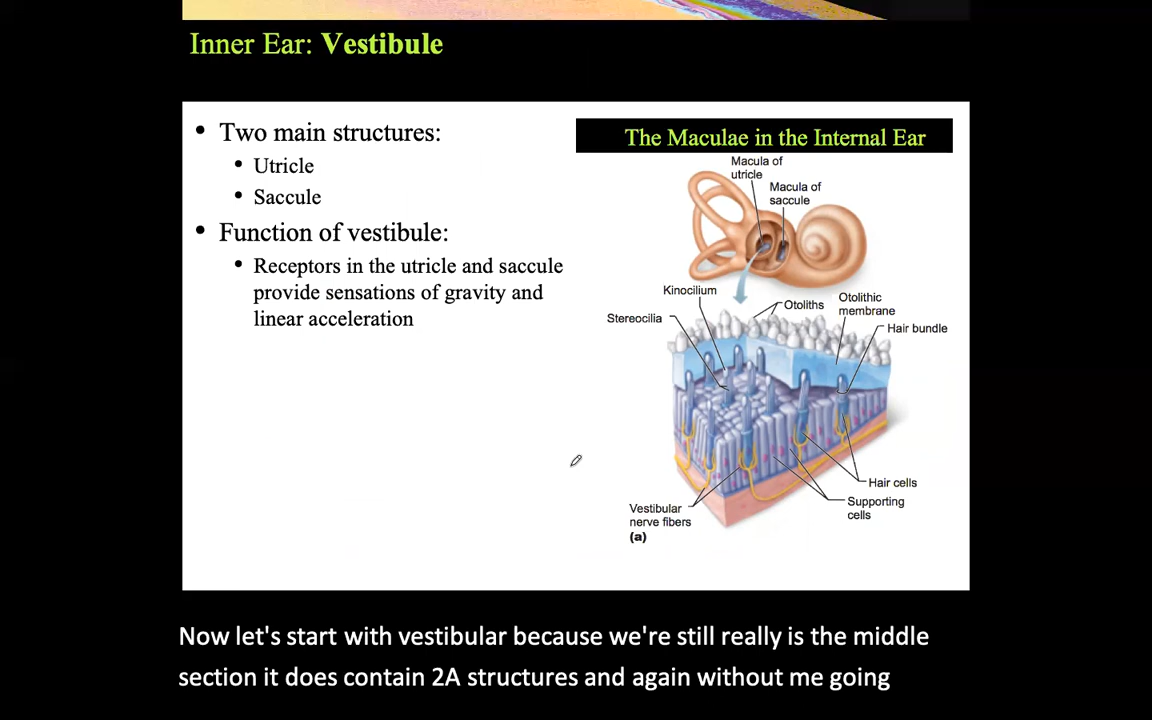 Inner Ear: Vestibule
• Two main structures:
• Utricle
• Saccule
• Function of vestibule:
• Receptors in the utricle and saccule
provide sensations of gravity and
linear acceleration
The Maculae in the Internal Ear
Macula of
utricle
Macula of
saccule
Kinocilium
Stereocilia
Otoliths
Otolithic
membrane
Hair bundle
Hair cells
Supporting
cells
Vestibular
nerve fibers
(a)
Now let's start with vestibular because we're still really is the middle
section it does contain 2A structures and again without me going